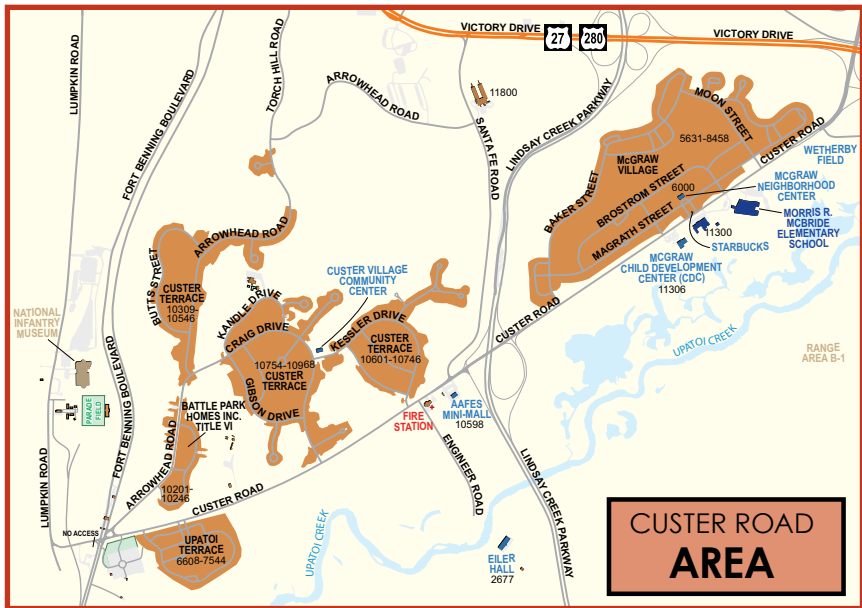 VICTORY DRIVE
27
280
VICTORY DRIVE
LUMPKIN ROAD
FORT BENNING BOULEVARD
TORCH HILL ROAD
ARROWHEAD ROAD
11800
SANTA FE ROAD
LINDSAY CREEK PARKWAY
MOON STREET
5631-8458
CUSTER ROAD
McGRAW
VILLAGE
WETHERBY
FIELD
BAKER STREET
BROSTROM STREET
6000
MCGRAW
NEIGHBORHOOD
CENTER
MAGRATH STREET
MORRIS R.
MCBRIDE
ELEMENTARY
SCHOOL
11300
STARBUCKS
MCGRAW
CHILD DEVELOPMENT
CENTER (CDC)
11306
ARROWHEAD ROAD
BUTTS STREET
CUSTER
TERRACE
10309-
10546
CUSTER VILLAGE
COMMUNITY
CENTER
KANDLE DRIVE
CRAIG DRIVE
KESSLER DRIVE
CUSTER
TERRACE
10601-10746
10754-10968
CUSTER
TERRACE
GIBSON DRIVE
CUSTER ROAD
UPATOI CREEK
RANGE
AREA B-1
NATIONAL
INFANTRY
MUSEUM
PARADE
FIELD
FORT BENNING BOULEVARD
BATTLE PARK
HOMES INC.
TITLE VI
FIRE
STATION
AAFES
MINI-MALL
10598
ENGINEER ROAD
LINDSAY CREEK PARKWAY
LUMPKIN ROAD
ARROWHEAD ROAD
10201-
10246
CUSTER ROAD
NO ACCESS
UPATOI
TERRACE
6608-7544
UPATOI CREEK
EILER
HALL
2677
CUSTER ROAD
AREA